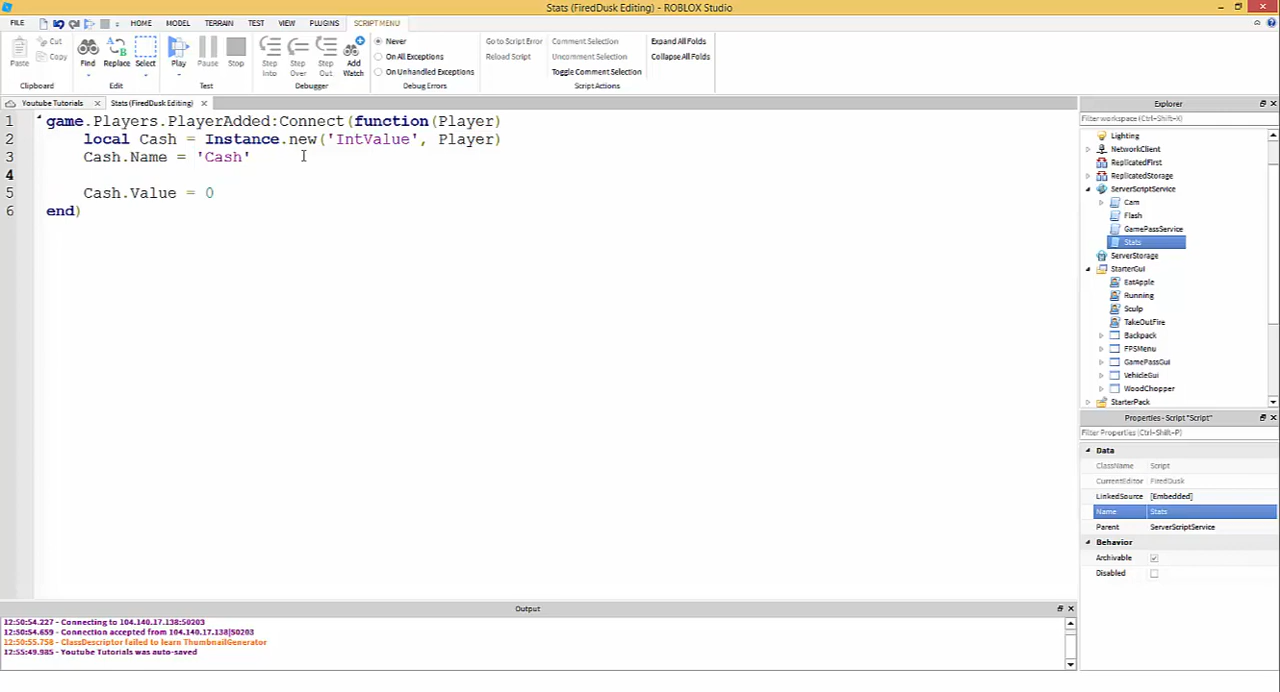 Stats (FiredDusk Editing) - ROBLOX Studio
FILE HOME MODEL TERRAIN TEST VIEW PLUGINS SCRIPT MENU
Paste Cut Copy Find Replace Select Play Pause Stop Step Into Step Over Step Out Add Watch
Never
On All Exceptions
On Unhandled Exceptions
Go to Script Error
Reload Script
Comment Selection
Uncomment Selection
Toggle Comment Selection
Expand All Folds
Collapse All Folds
Clipboard Edit Test Debugger Debug Errors Script Actions
Youtube Tutorials Stats (FiredDusk Editing)
1 game.Players.PlayerAdded:Connect(function(Player)
2 local Cash = Instance.new('IntValue', Player)
3 Cash.Name = 'Cash'
4
5 Cash.Value = 0
6 end)
Explorer
Filter workspace (Ctrl+Shift+X)
Lighting
NetworkClient
ReplicatedFirst
ReplicatedStorage
ServerScriptService
Cam
Flash
GamePassService
Stats
ServerStorage
StarterGui
EatApple
Running
Sculp
TakeOutFire
Backpack
FPSMenu
GamePassGui
VehicleGui
WoodChopper
StarterPack
Properties - Script "Script"
Filter Properties (Ctrl+Shift+P)
Data
ClassName Script
CurrentEditor FiredDusk
LinkedSource [Embedded]
Name Stats
Parent ServerScriptService
Behavior
Archivable
Disabled
Output
12:50:54.227 - Connecting to 104.140.17.138:50203
12:50:54.659 - Connection accepted from 104.140.17.138|50203
12:50:55.758 - ClassDescriptor failed to learn ThumbnailGenerator
12:55:49.985 - Youtube Tutorials was auto-saved